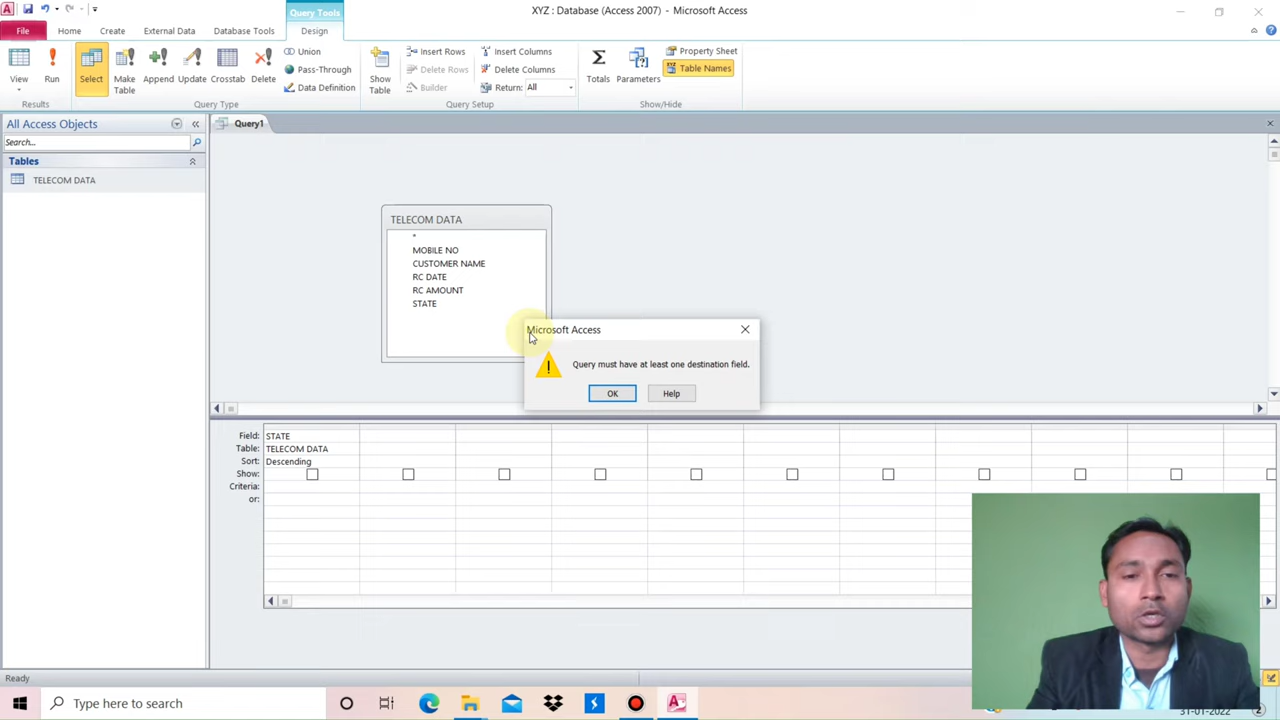 Query Tools
XYZ : Database (Access 2007) - Microsoft Access
File Home Create External Data Database Tools Design
View
Run
Select
Make Table
Append
Update
Crosstab
Delete
Union
Pass-Through
Data Definition
Show Table
Insert Rows
Delete Rows
Builder
Insert Columns
Delete Columns
Return: All
Totals
Parameters
Property Sheet
Table Names
Results
Query Type
Query Setup
Show/Hide
All Access Objects
Search...
Tables
TELECOM DATA
Query1
TELECOM DATA
*
MOBILE NO
CUSTOMER NAME
RC DATE
RC AMOUNT
STATE
Microsoft Access
Query must have at least one destination field.
OK Help
Field: STATE
Table: TELECOM DATA
Sort: Descending
Show:
Criteria:
or:
Ready
Type here to search
31-01-2022
2